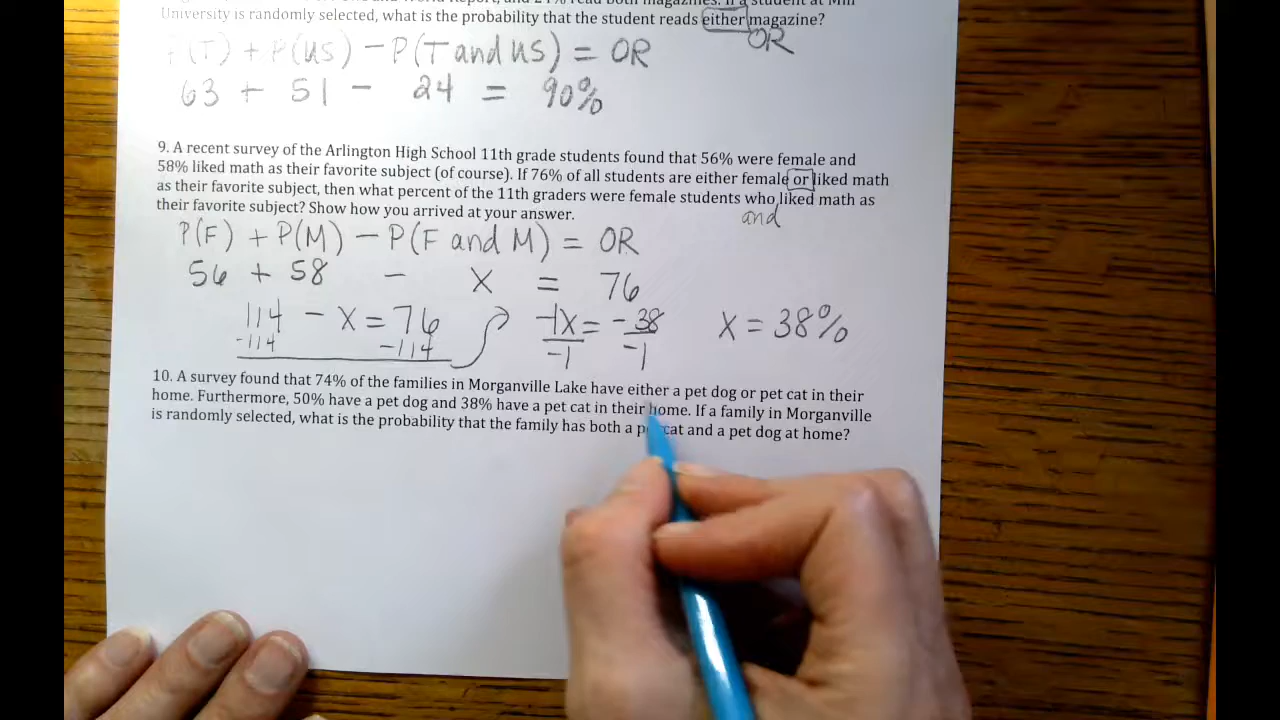 University is randomly selected, what is the probability that the student reads either magazine?
OR
(T) + P(us) - P(T and us) = OR
63 + 51 - 24 = 90%
9. A recent survey of the Arlington High School 11th grade students found that 56% were female and
58% liked math as their favorite subject (of course). If 76% of all students are either female or liked math
as their favorite subject, then what percent of the 11th graders were female students who liked math as
their favorite subject? Show how you arrived at your answer.
and
P(F) + P(M) - P(F and M) = OR
56 + 58 - X = 76
114 - X = 76 -1X = -38 X = 38%
-114 -114 -1 -1
10. A survey found that 74% of the families in Morganville Lake have either a pet dog or pet cat in their
home. Furthermore, 50% have a pet dog and 38% have a pet cat in their home. If a family in Morganville
is randomly selected, what is the probability that the family has both a cat and a pet dog at home?